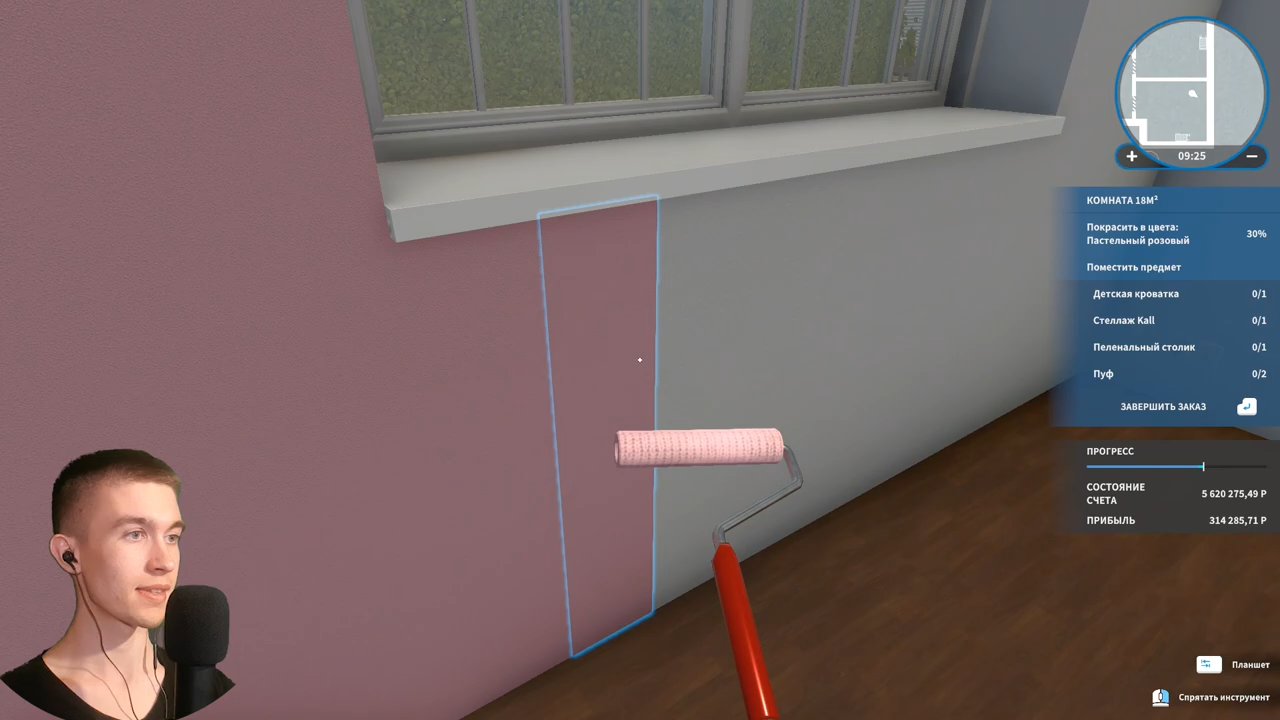 09:25
КОМНАТА 18М²
Покрасить в цвета:
Пастельный розовый
30%
Поместить предмет
Детская кроватка 0/1
Стеллаж Kall 0/1
Пеленальный столик 0/1
Пуф 0/2
ЗАВЕРШИТЬ ЗАКАЗ
ПРОГРЕСС
СОСТОЯНИЕ
СЧЕТА
5 620 275,49 Р
ПРИБЫЛЬ 314 285,71 Р
Планшет
Спрятать инструмент